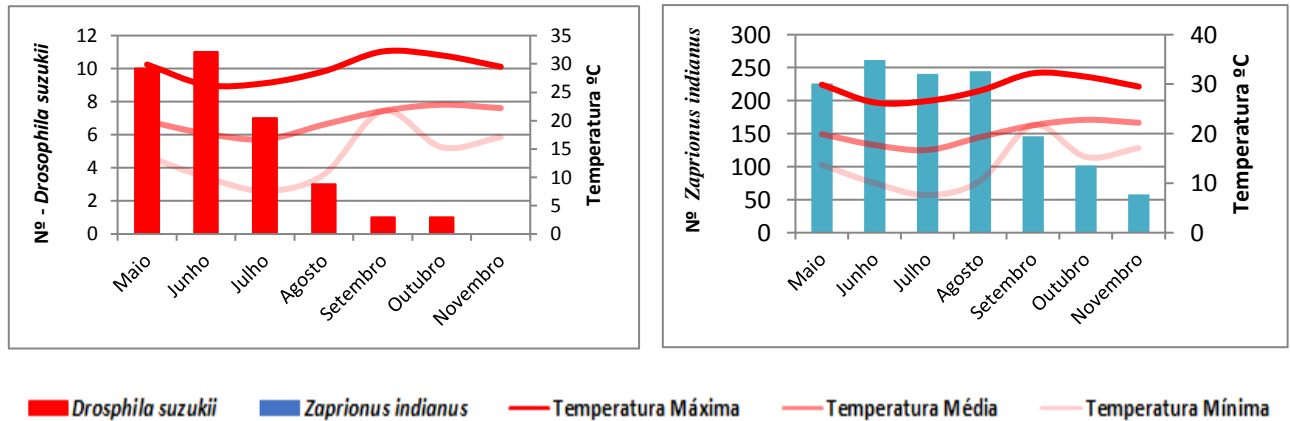 Nº - Drosophila suzukii
12
10
8
6
4
2
0
35
30
25
20
15
10
5
0
Temperatura ºC
Maio
Junho
Julho
Agosto
Setembro
Outubro
Novembro
Nº Zaprionus indianus
300
250
200
150
100
50
0
40
30
20
10
0
Temperatura ºC
Maio
Junho
Julho
Agosto
Setembro
Outubro
Novembro
Drosphila suzukii Zaprionus indianus Temperatura Máxima Temperatura Média Temperatura Mínima